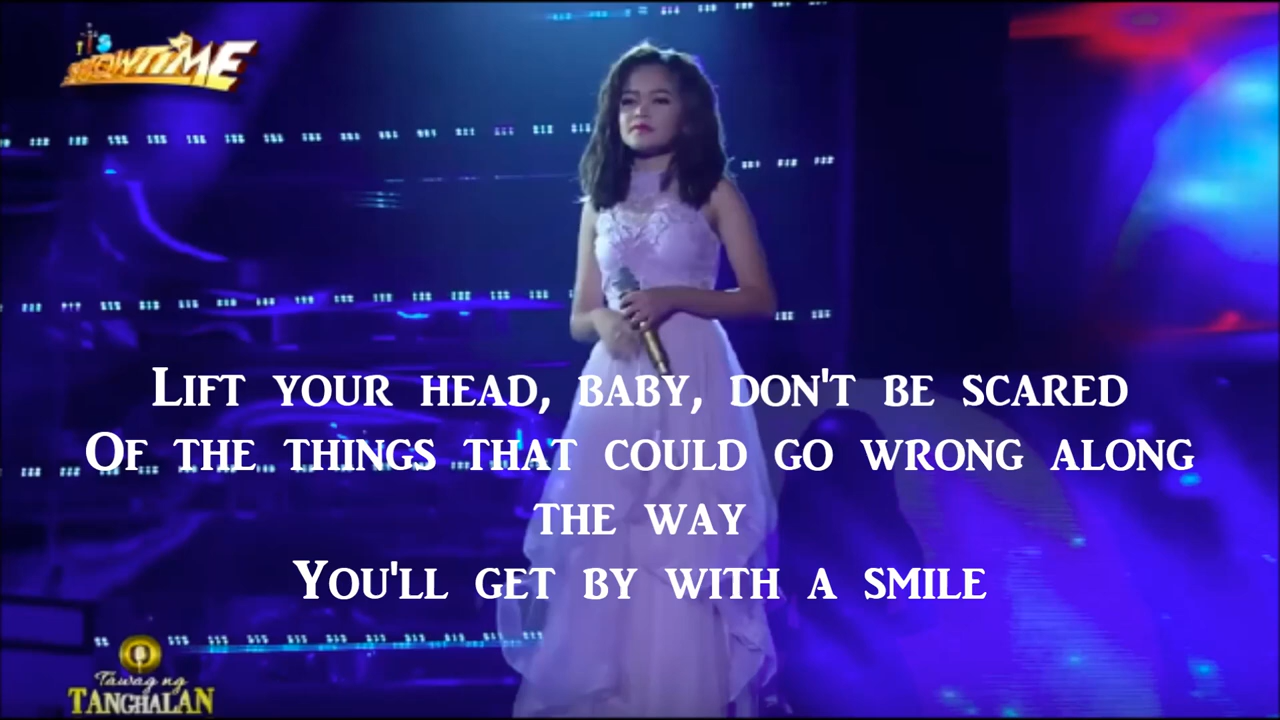 it's
SHOWTIME
LIFT YOUR HEAD, BABY, DON'T BE SCARED
OF THE THINGS THAT COULD GO WRONG ALONG
THE WAY
YOU'LL GET BY WITH A SMILE
Tawag ng
TANGHALAN